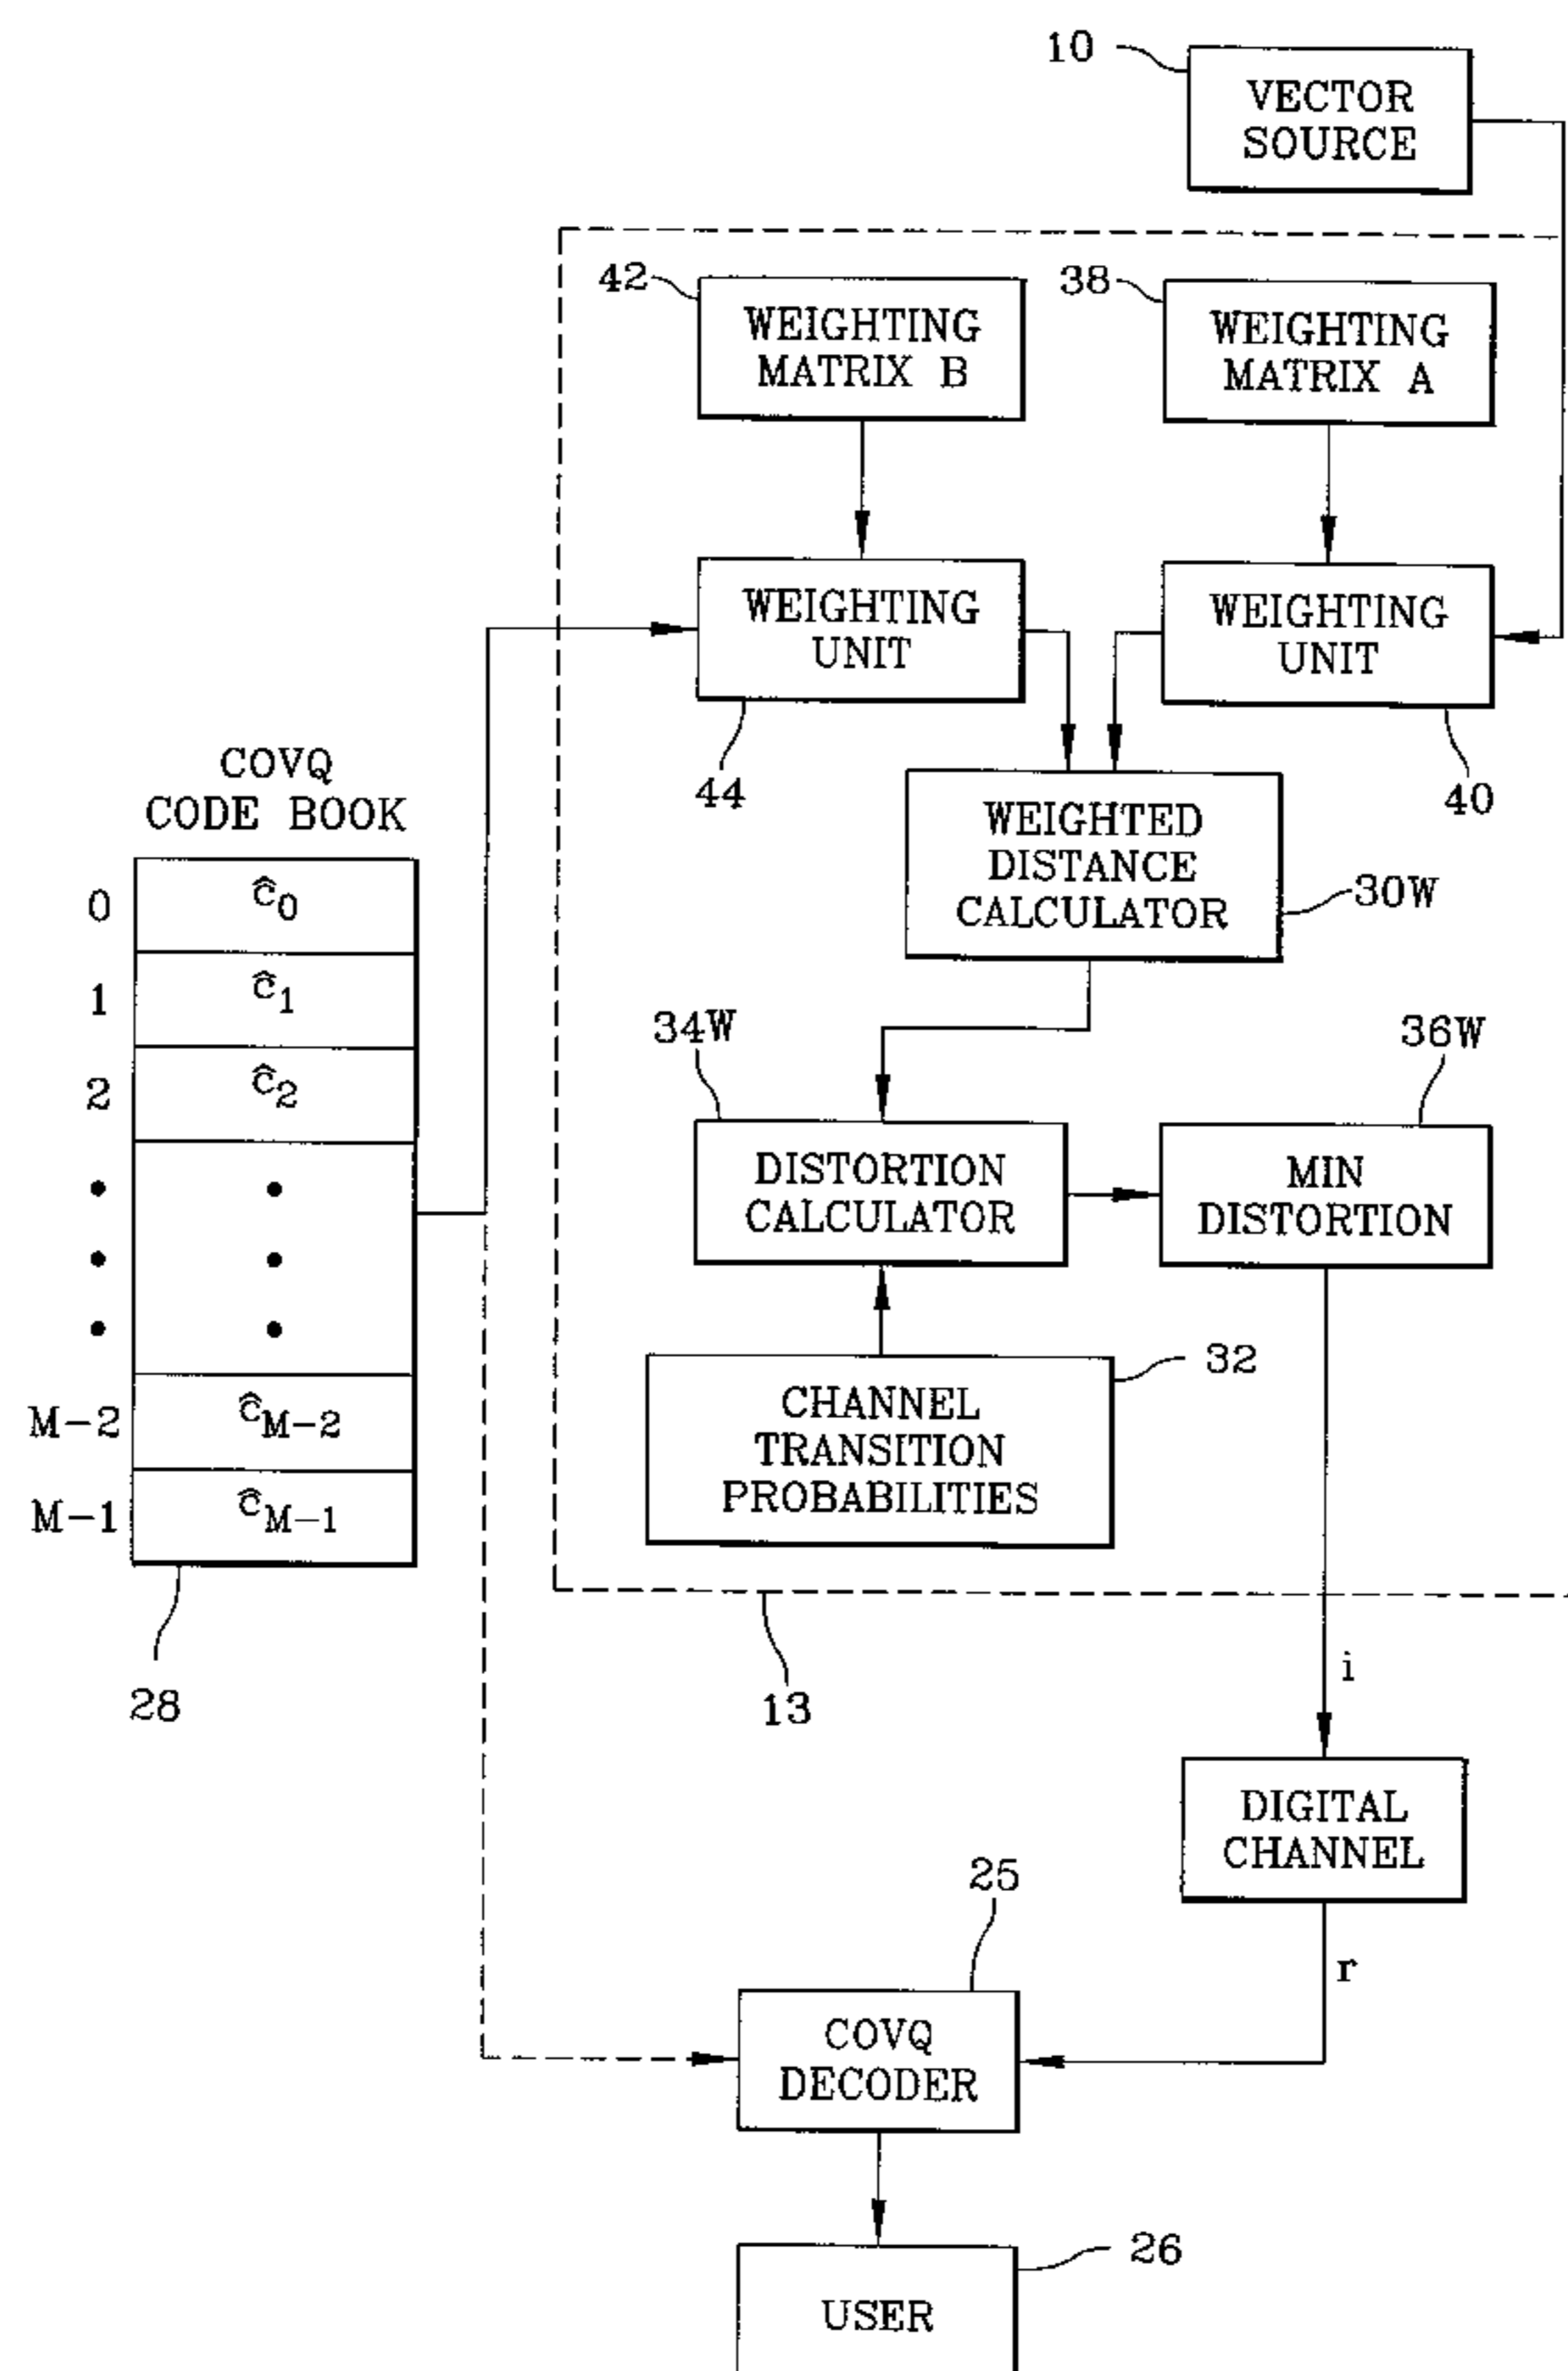 10
VECTOR
SOURCE
42
WEIGHTING
MATRIX B
38
WEIGHTING
MATRIX A
WEIGHTING
UNIT
44
WEIGHTING
UNIT
40
COVQ
CODE BOOK
0 ĉ0
1 ĉ1
2 ĉ2
M-2 ĉM-2
M-1 ĉM-1
28
WEIGHTED
DISTANCE
CALCULATOR
30W
34W
DISTORTION
CALCULATOR
36W
MIN
DISTORTION
32
CHANNEL
TRANSITION
PROBABILITIES
13
i
DIGITAL
CHANNEL
r
25
COVQ
DECODER
26
USER